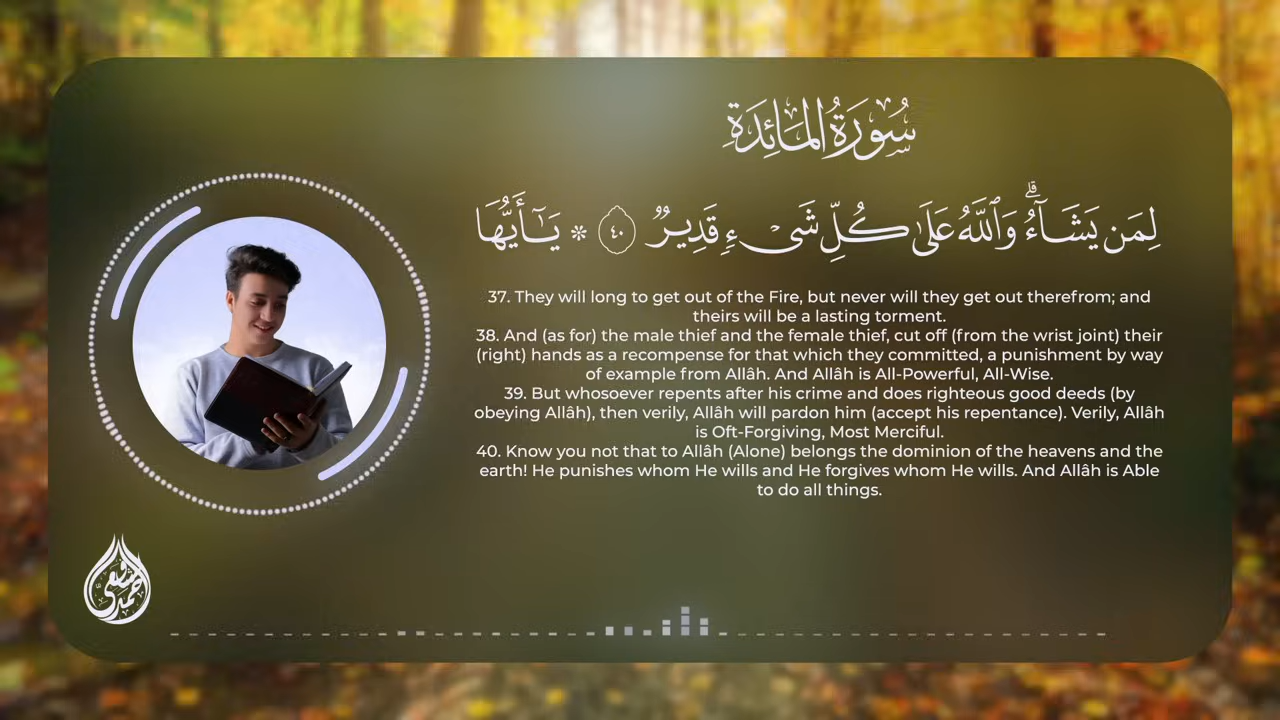 سُورَةُ المَائِدَةِ
لِمَن يَشَآءُۗ وَٱللَّهُ عَلَىٰ كُلِّ شَىْءٍ قَدِيرٌ ٤٠ * يَـٰٓأَيُّهَا
37. They will long to get out of the Fire, but never will they get out therefrom; and
theirs will be a lasting torment.
38. And (as for) the male thief and the female thief, cut off (from the wrist joint) their
(right) hands as a recompense for that which they committed, a punishment by way
of example from Allâh. And Allâh is All-Powerful, All-Wise.
39. But whosoever repents after his crime and does righteous good deeds (by
obeying Allâh), then verily, Allâh will pardon him (accept his repentance). Verily, Allâh
is Oft-Forgiving, Most Merciful.
40. Know you not that to Allâh (Alone) belongs the dominion of the heavens and the
earth! He punishes whom He wills and He forgives whom He wills. And Allâh is Able
to do all things.